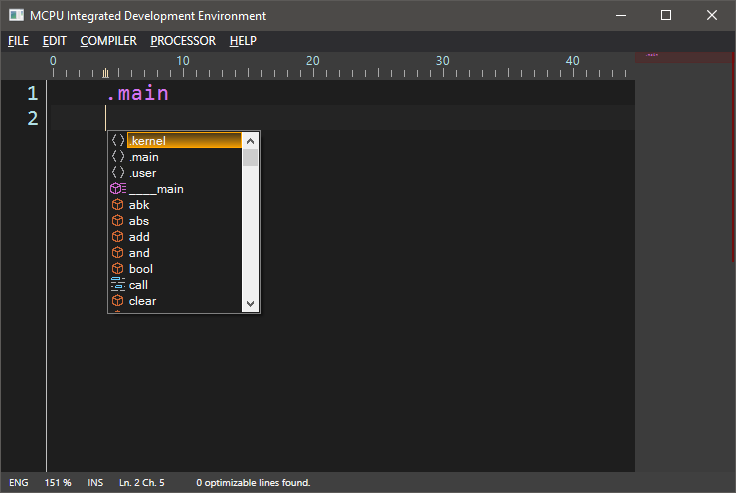 MCPU Integrated Development Environment
FILE EDIT COMPILER PROCESSOR HELP
0 10 20 30 40
1 .main
2
.kernel
.main
.user
____main
abk
abs
add
and
bool
call
clear
ENG 151 % INS Ln. 2 Ch. 5 0 optimizable lines found.
.main